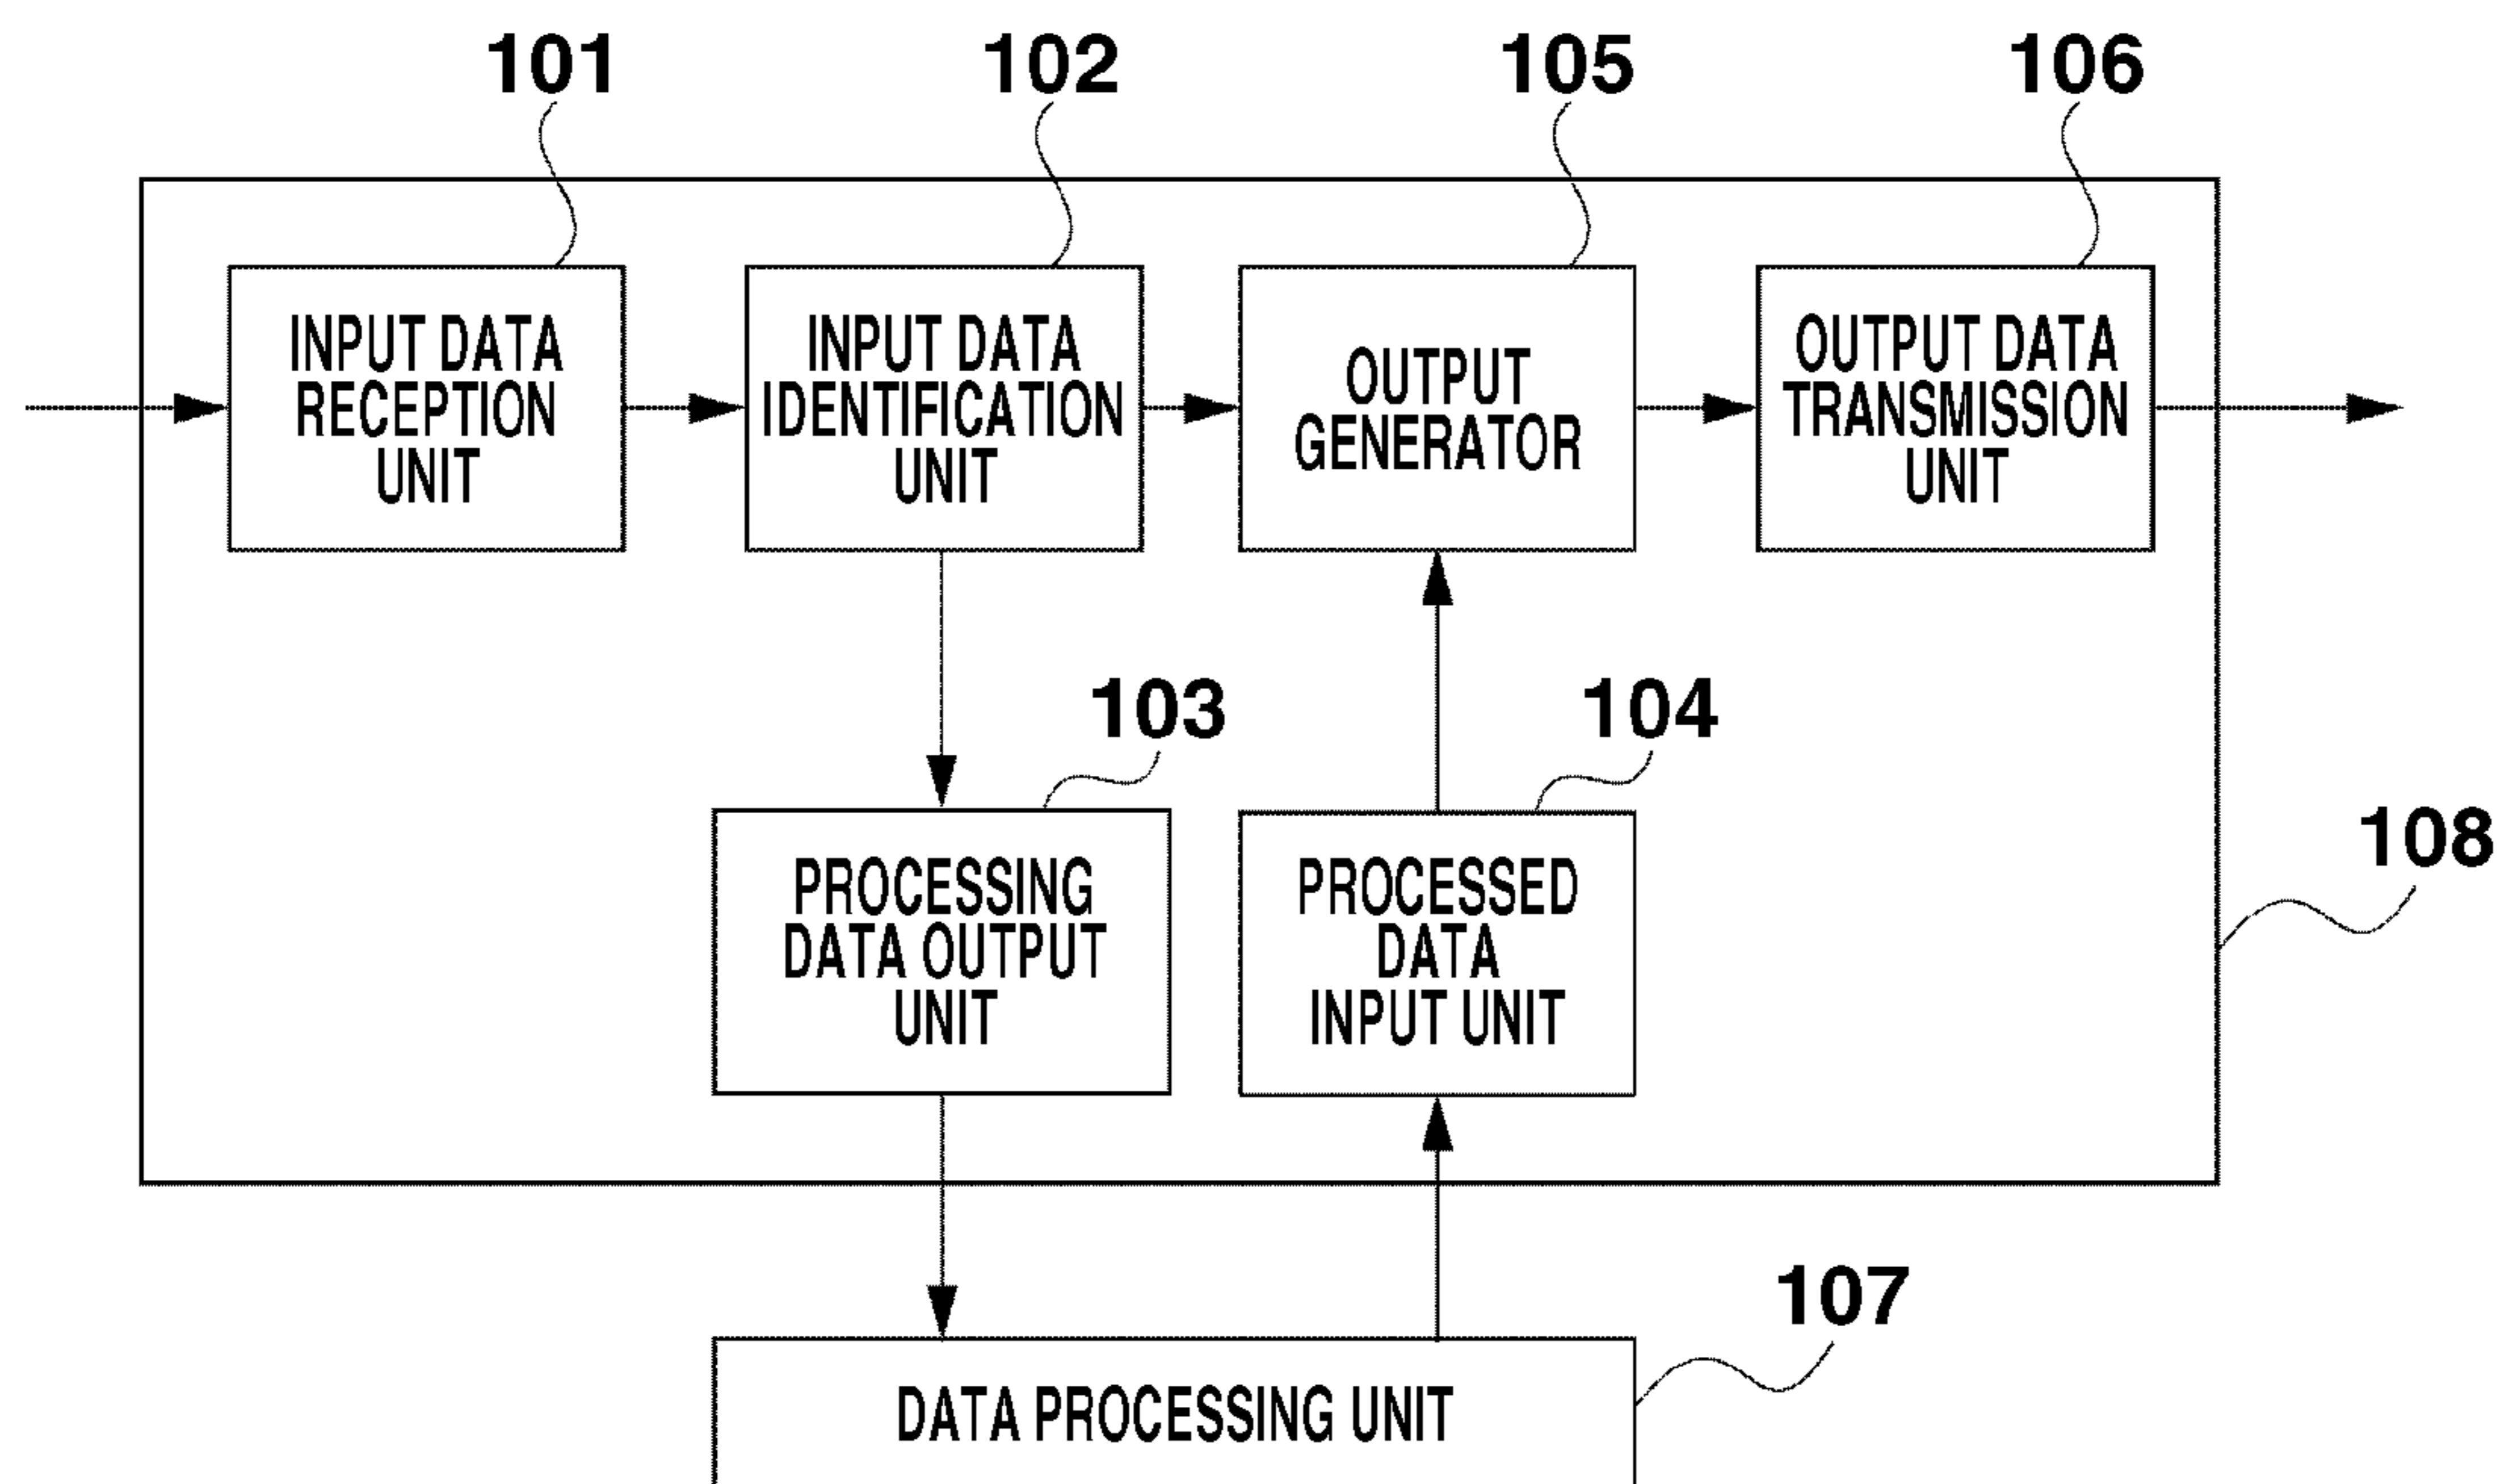 101
102
105
106
INPUT DATA
RECEPTION
UNIT
INPUT DATA
IDENTIFICATION
UNIT
OUTPUT
GENERATOR
OUTPUT DATA
TRANSMISSION
UNIT
103
104
108
PROCESSING
DATA OUTPUT
UNIT
PROCESSED
DATA
INPUT UNIT
107
DATA PROCESSING UNIT